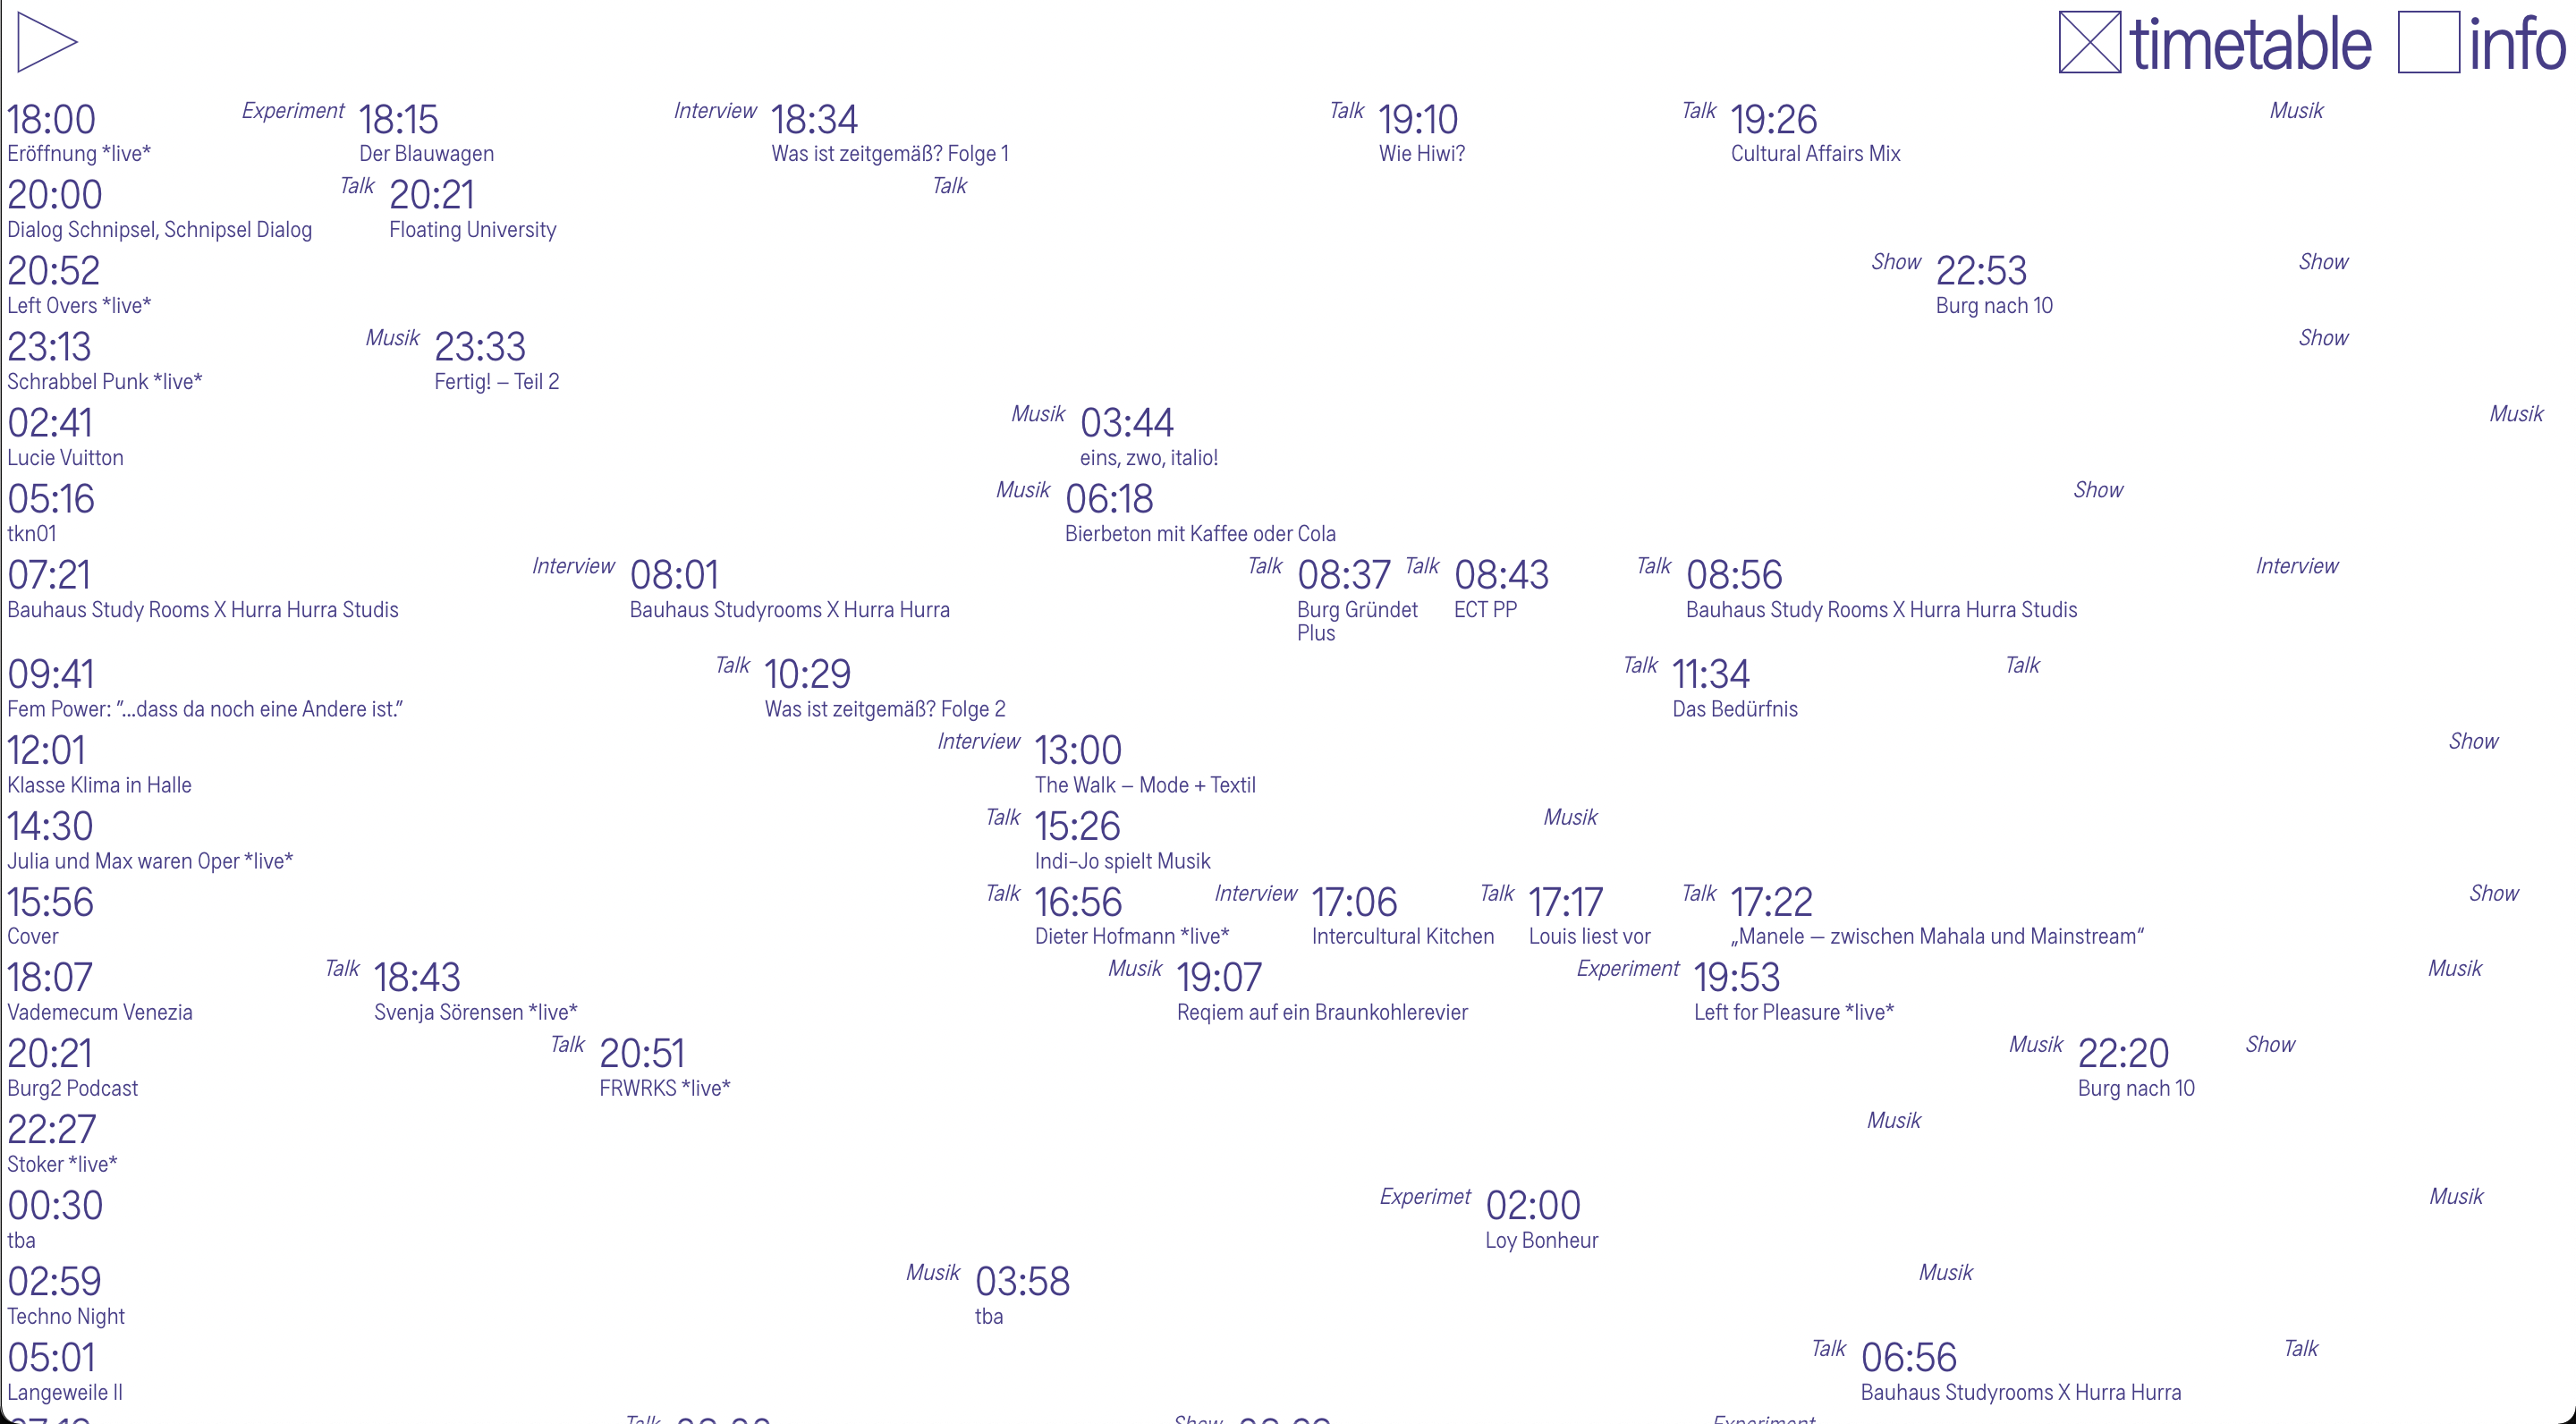 timetable info
18:00 Experiment 18:15 Interview 18:34 Talk 19:10 Talk 19:26 Musik
Eröffnung *live* Der Blauwagen Was ist zeitgemäß? Folge 1 Wie Hiwi? Cultural Affairs Mix
20:00 Talk 20:21 Talk
Dialog Schnipsel, Schnipsel Dialog Floating University
20:52 Show 22:53 Show
Left Overs *live* Burg nach 10
23:13 Musik 23:33 Show
Schrabbel Punk *live* Fertig! – Teil 2
02:41 Musik 03:44 Musik
Lucie Vuitton eins, zwo, italio!
05:16 Musik 06:18 Show
tkn01 Bierbeton mit Kaffee oder Cola
07:21 Interview 08:01 Talk 08:37 Talk 08:43 Talk 08:56 Interview
Bauhaus Study Rooms X Hurra Hurra Studis Bauhaus Studyrooms X Hurra Hurra Burg Gründet ECT PP Bauhaus Study Rooms X Hurra Hurra Studis
Plus
09:41 Talk 10:29 Talk 11:34 Talk
Fem Power: "...dass da noch eine Andere ist." Was ist zeitgemäß? Folge 2 Das Bedürfnis
12:01 Interview 13:00 Show
Klasse Klima in Halle The Walk – Mode + Textil
14:30 Talk 15:26 Musik
Julia und Max waren Oper *live* Indi-Jo spielt Musik
15:56 Talk 16:56 Interview 17:06 Talk 17:17 Talk 17:22 Show
Cover Dieter Hofmann *live* Intercultural Kitchen Louis liest vor „Manele — zwischen Mahala und Mainstream“
18:07 Talk 18:43 Musik 19:07 Experiment 19:53 Musik
Vademecum Venezia Svenja Sörensen *live* Reqiem auf ein Braunkohlerevier Left for Pleasure *live*
20:21 Talk 20:51 Musik 22:20 Show
Burg2 Podcast FRWRKS *live* Burg nach 10
22:27 Musik
Stoker *live*
00:30 Experimet 02:00 Musik
tba Loy Bonheur
02:59 Musik 03:58 Musik
Techno Night tba
05:01 Talk 06:56 Talk
Langeweile II Bauhaus Studyrooms X Hurra Hurra
Talk Show Experiment